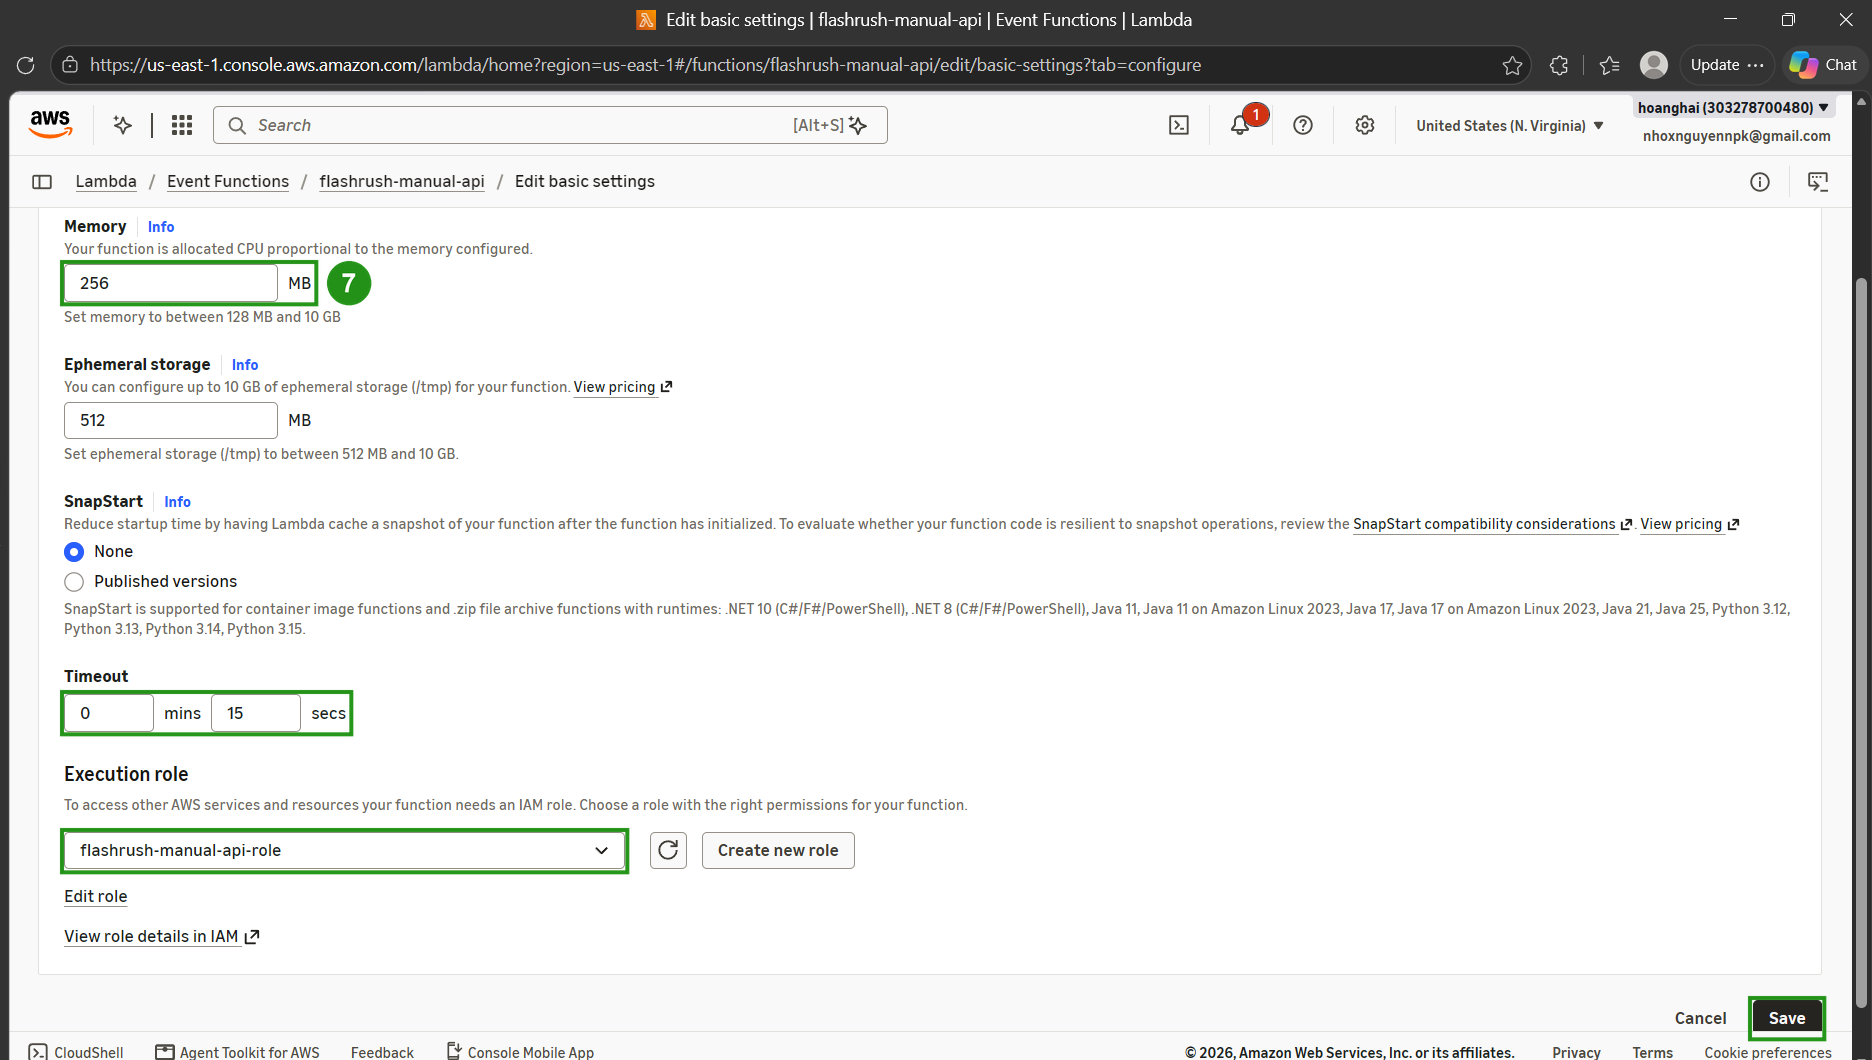 Edit basic settings | flashrush-manual-api | Event Functions | Lambda
https://us-east-1.console.aws.amazon.com/lambda/home?region=us-east-1#/functions/flashrush-manual-api/edit/basic-settings?tab=configure
Update
Chat
aws
Search
[Alt+S]
1
United States (N. Virginia)
hoanghai (303278700480)
nhoxnguyennpk@gmail.com
Lambda / Event Functions / flashrush-manual-api / Edit basic settings
Memory Info
Your function is allocated CPU proportional to the memory configured.
256 MB
7
Set memory to between 128 MB and 10 GB
Ephemeral storage Info
You can configure up to 10 GB of ephemeral storage (/tmp) for your function. View pricing
512 MB
Set ephemeral storage (/tmp) to between 512 MB and 10 GB.
SnapStart Info
Reduce startup time by having Lambda cache a snapshot of your function after the function has initialized. To evaluate whether your function code is resilient to snapshot operations, review the SnapStart compatibility considerations. View pricing
None
Published versions
SnapStart is supported for container image functions and .zip file archive functions with runtimes: .NET 10 (C#/F#/PowerShell), .NET 8 (C#/F#/PowerShell), Java 11, Java 11 on Amazon Linux 2023, Java 17, Java 17 on Amazon Linux 2023, Java 21, Java 25, Python 3.12,
Python 3.13, Python 3.14, Python 3.15.
Timeout
0 mins 15 secs
Execution role
To access other AWS services and resources your function needs an IAM role. Choose a role with the right permissions for your function.
flashrush-manual-api-role
Create new role
Edit role
View role details in IAM
Cancel
Save
CloudShell
Agent Toolkit for AWS
Feedback
Console Mobile App
© 2026, Amazon Web Services, Inc. or its affiliates.
Privacy
Terms
Cookie preferences